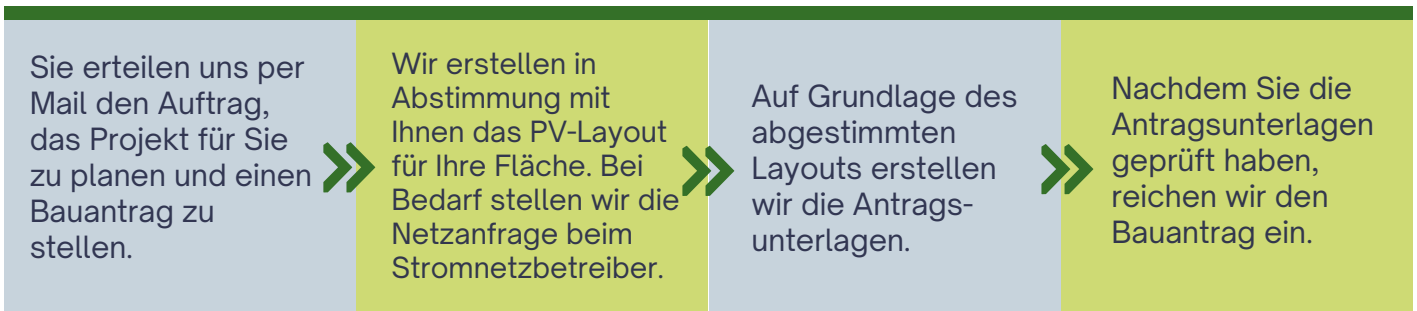 Sie erteilen uns per
Mail den Auftrag,
das Projekt für Sie
zu planen und einen
Bauantrag zu
stellen.
Wir erstellen in
Abstimmung mit
Ihnen das PV-Layout
für Ihre Fläche. Bei
Bedarf stellen wir die
Netzanfrage beim
Stromnetzbetreiber.
Auf Grundlage des
abgestimmten
Layouts erstellen
wir die Antrags-
unterlagen.
Nachdem Sie die
Antragsunterlagen
geprüft haben,
reichen wir den
Bauantrag ein.